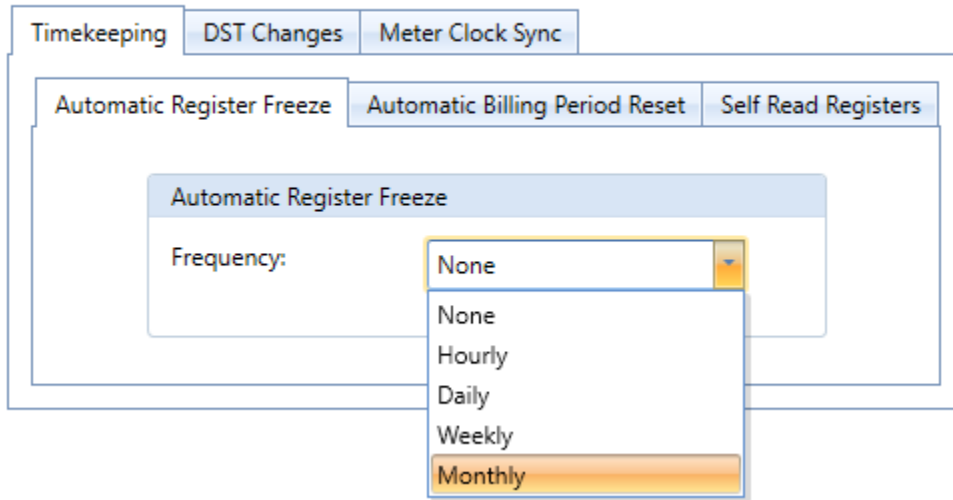 Timekeeping DST Changes Meter Clock Sync
Automatic Register Freeze Automatic Billing Period Reset Self Read Registers
Automatic Register Freeze
Frequency: None
None
Hourly
Daily
Weekly
Monthly